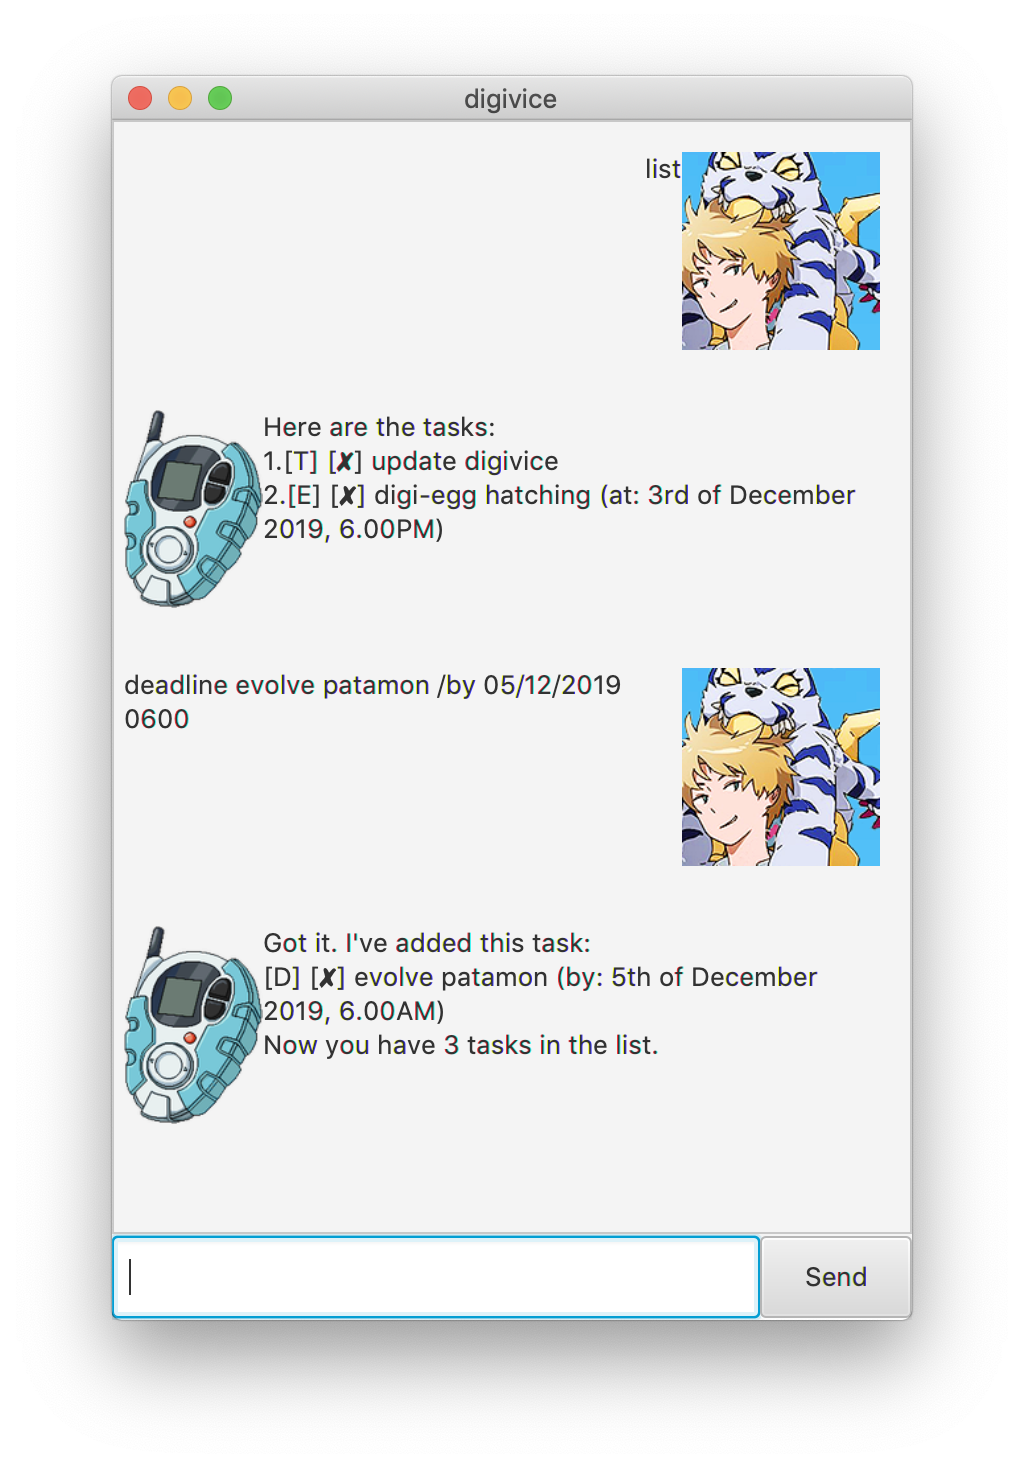 digivice
list
Here are the tasks:
1.[T] [✘] update digivice
2.[E] [✘] digi-egg hatching (at: 3rd of December
2019, 6.00PM)
deadline evolve patamon /by 05/12/2019
0600
Got it. I've added this task:
[D] [✘] evolve patamon (by: 5th of December
2019, 6.00AM)
Now you have 3 tasks in the list.
Send